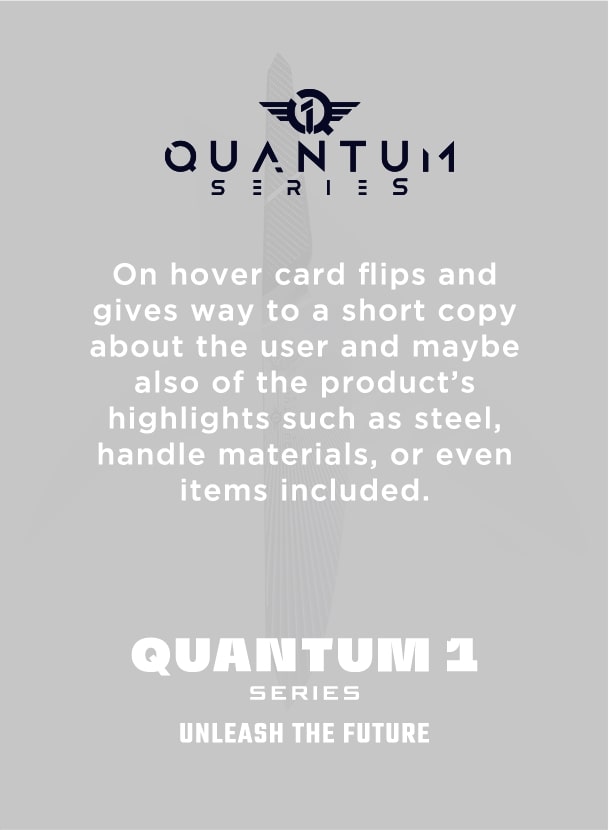 QUANTUM
SERIES
On hover card flips and
gives way to a short copy
about the user and maybe
also of the product’s
highlights such as steel,
handle materials, or even
items included.
QUANTUM 1
SERIES
UNLEASH THE FUTURE